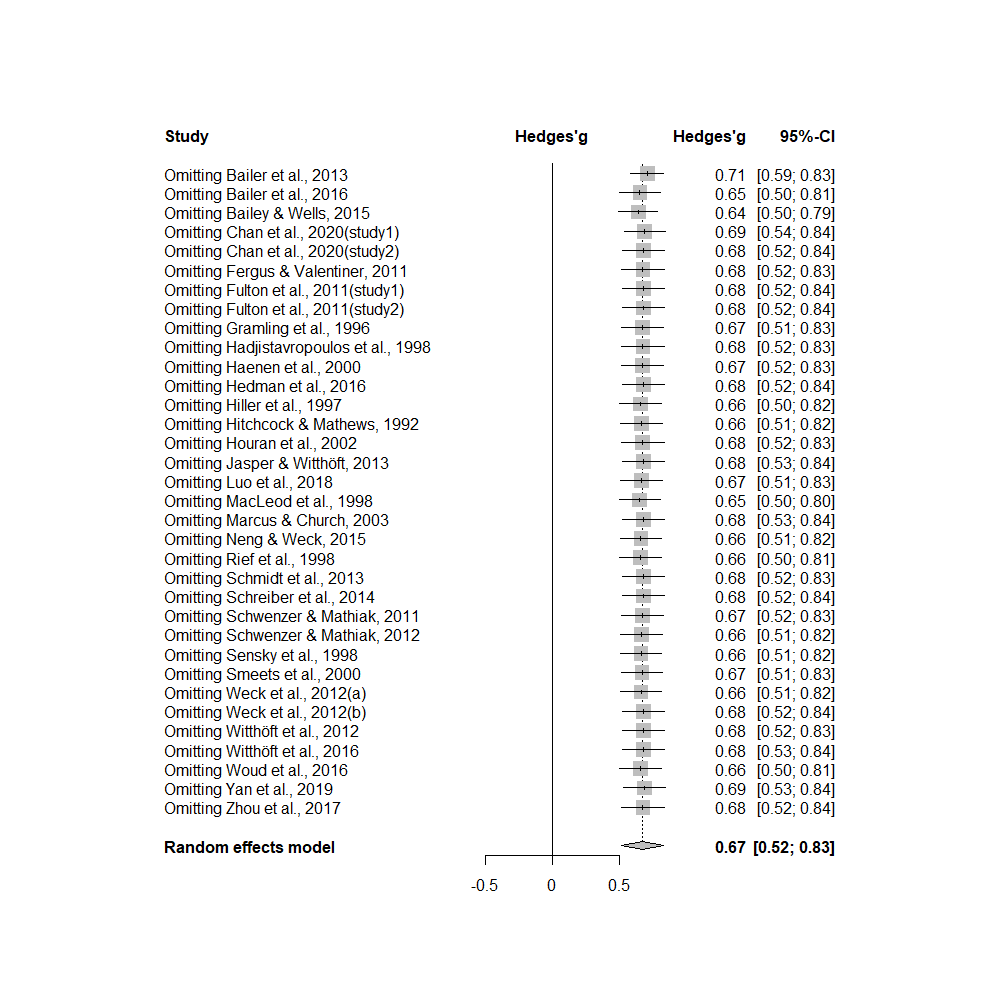 Study Hedges'g Hedges'g 95%-CI
Omitting Bailer et al., 2013 0.71 [0.59; 0.83]
Omitting Bailer et al., 2016 0.65 [0.50; 0.81]
Omitting Bailey & Wells, 2015 0.64 [0.50; 0.79]
Omitting Chan et al., 2020(study1) 0.69 [0.54; 0.84]
Omitting Chan et al., 2020(study2) 0.68 [0.52; 0.84]
Omitting Fergus & Valentiner, 2011 0.68 [0.52; 0.83]
Omitting Fulton et al., 2011(study1) 0.68 [0.52; 0.84]
Omitting Fulton et al., 2011(study2) 0.68 [0.52; 0.84]
Omitting Gramling et al., 1996 0.67 [0.51; 0.83]
Omitting Hadjistavropoulos et al., 1998 0.68 [0.52; 0.83]
Omitting Haenen et al., 2000 0.67 [0.52; 0.83]
Omitting Hedman et al., 2016 0.68 [0.52; 0.84]
Omitting Hiller et al., 1997 0.66 [0.50; 0.82]
Omitting Hitchcock & Mathews, 1992 0.66 [0.51; 0.82]
Omitting Houran et al., 2002 0.68 [0.52; 0.83]
Omitting Jasper & Witthöft, 2013 0.68 [0.53; 0.84]
Omitting Luo et al., 2018 0.67 [0.51; 0.83]
Omitting MacLeod et al., 1998 0.65 [0.50; 0.80]
Omitting Marcus & Church, 2003 0.68 [0.53; 0.84]
Omitting Neng & Weck, 2015 0.66 [0.51; 0.82]
Omitting Rief et al., 1998 0.66 [0.50; 0.81]
Omitting Schmidt et al., 2013 0.68 [0.52; 0.83]
Omitting Schreiber et al., 2014 0.68 [0.52; 0.84]
Omitting Schwenzer & Mathiak, 2011 0.67 [0.52; 0.83]
Omitting Schwenzer & Mathiak, 2012 0.66 [0.51; 0.82]
Omitting Sensky et al., 1998 0.66 [0.51; 0.82]
Omitting Smeets et al., 2000 0.67 [0.51; 0.83]
Omitting Weck et al., 2012(a) 0.66 [0.51; 0.82]
Omitting Weck et al., 2012(b) 0.68 [0.52; 0.84]
Omitting Witthöft et al., 2012 0.68 [0.52; 0.83]
Omitting Witthöft et al., 2016 0.68 [0.53; 0.84]
Omitting Woud et al., 2016 0.66 [0.50; 0.81]
Omitting Yan et al., 2019 0.69 [0.53; 0.84]
Omitting Zhou et al., 2017 0.68 [0.52; 0.84]
Random effects model 0.67 [0.52; 0.83]
-0.5 0 0.5